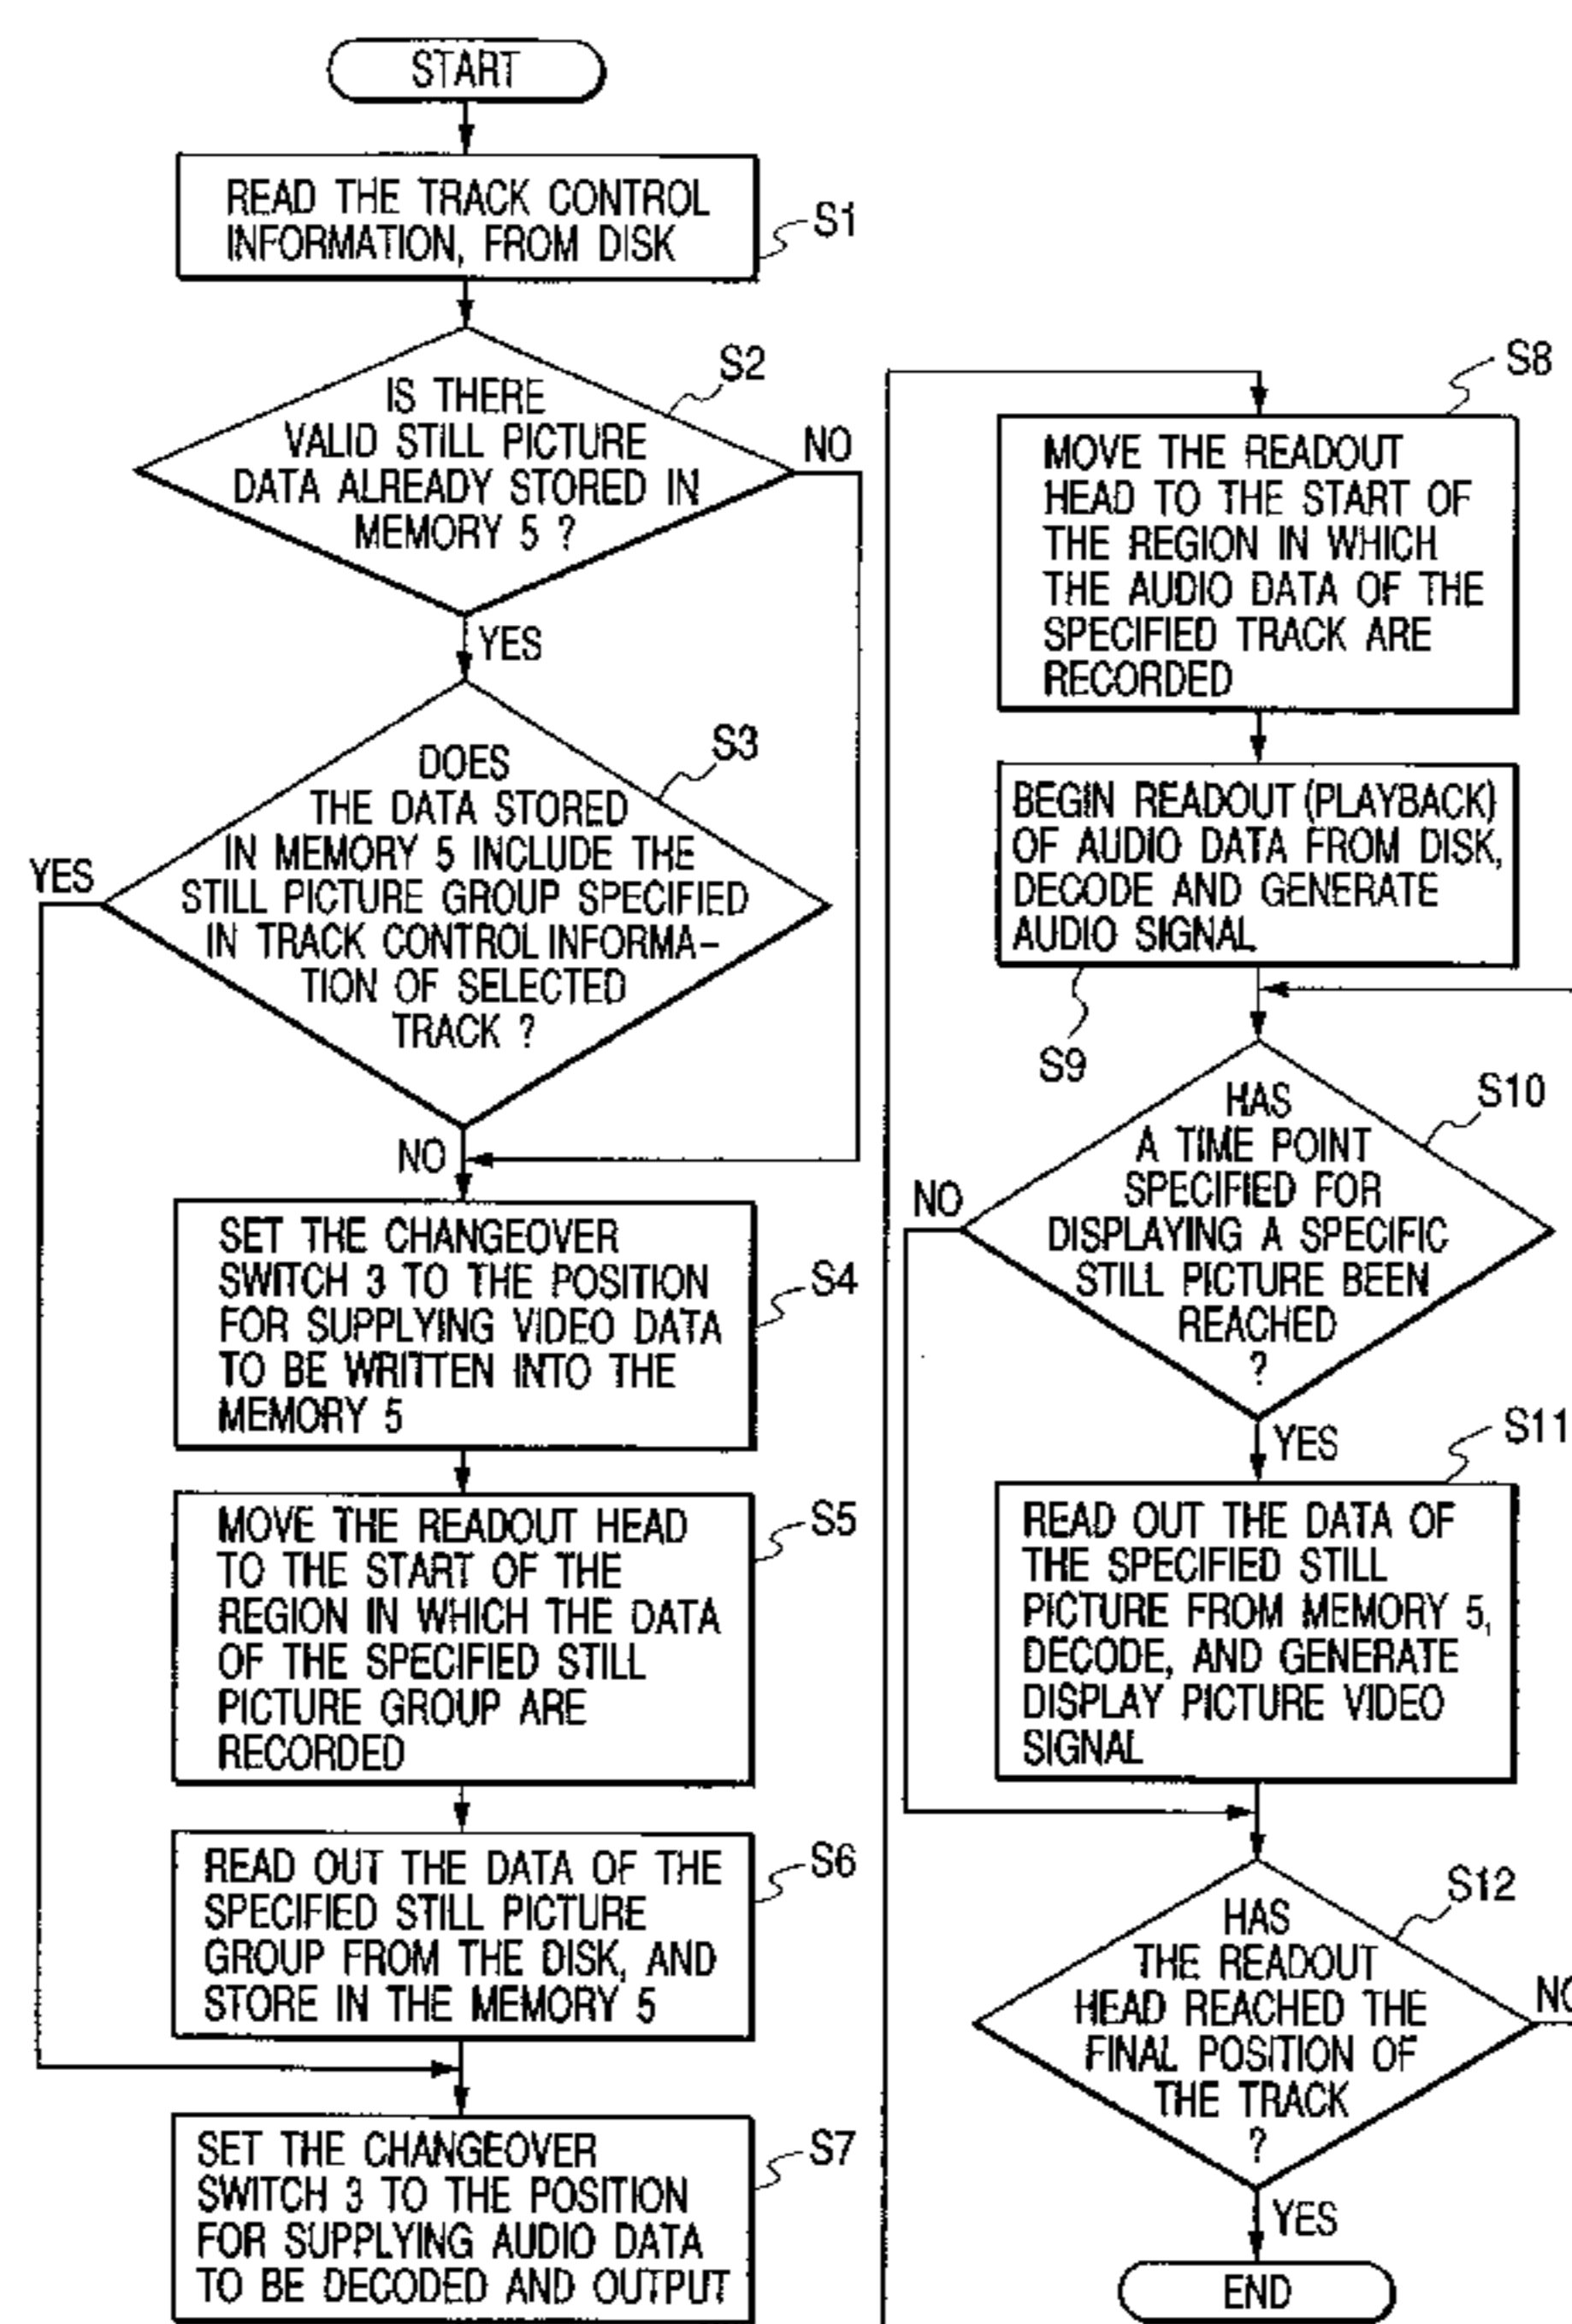 START
READ THE TRACK CONTROL
INFORMATION, FROM DISK
S1
S2
IS THERE
VALID STILL PICTURE
DATA ALREADY STORED IN
MEMORY 5 ?
NO
YES
S3
DOES
THE DATA STORED
IN MEMORY 5 INCLUDE THE
STILL PICTURE GROUP SPECIFIED
IN TRACK CONTROL INFORMA-
TION OF SELECTED
TRACK ?
YES
NO
SET THE CHANGEOVER
SWITCH 3 TO THE POSITION
FOR SUPPLYING VIDEO DATA
TO BE WRITTEN INTO THE
MEMORY 5
S4
MOVE THE READOUT HEAD
TO THE START OF THE
REGION IN WHICH THE DATA
OF THE SPECIFIED STILL
PICTURE GROUP ARE
RECORDED
S5
READ OUT THE DATA OF THE
SPECIFIED STILL PICTURE
GROUP FROM THE DISK, AND
STORE IN THE MEMORY 5
S6
SET THE CHANGEOVER
SWITCH 3 TO THE POSITION
FOR SUPPLYING AUDIO DATA
TO BE DECODED AND OUTPUT
S7
S8
MOVE THE READOUT
HEAD TO THE START OF
THE REGION IN WHICH
THE AUDIO DATA OF THE
SPECIFIED TRACK ARE
RECORDED
BEGIN READOUT (PLAYBACK)
OF AUDIO DATA FROM DISK,
DECODE AND GENERATE
AUDIO SIGNAL
S9
S10
HAS
A TIME POINT
SPECIFIED FOR
DISPLAYING A SPECIFIC
STILL PICTURE BEEN
REACHED
?
NO
YES
S11
READ OUT THE DATA OF
THE SPECIFIED STILL
PICTURE FROM MEMORY 5,
DECODE, AND GENERATE
DISPLAY PICTURE VIDEO
SIGNAL
S12
HAS
THE READOUT
HEAD REACHED THE
FINAL POSITION OF
THE TRACK
?
NO
YES
END